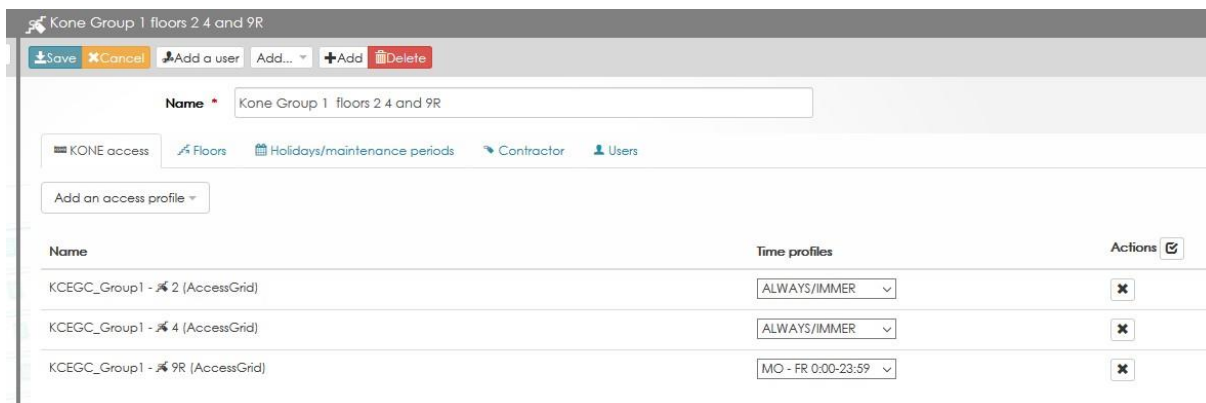 Kone Group 1 floors 2 4 and 9R
Save Cancel Add a user Add... Add Delete
Name * Kone Group 1 floors 2 4 and 9R
KONE access Floors Holidays/maintenance periods Contractor Users
Add an access profile
Name Time profiles Actions
KCEGC_Group1 - 2 (AccessGrid) ALWAYS/IMMER
KCEGC_Group1 - 4 (AccessGrid) ALWAYS/IMMER
KCEGC_Group1 - 9R (AccessGrid) MO - FR 0:00-23:59